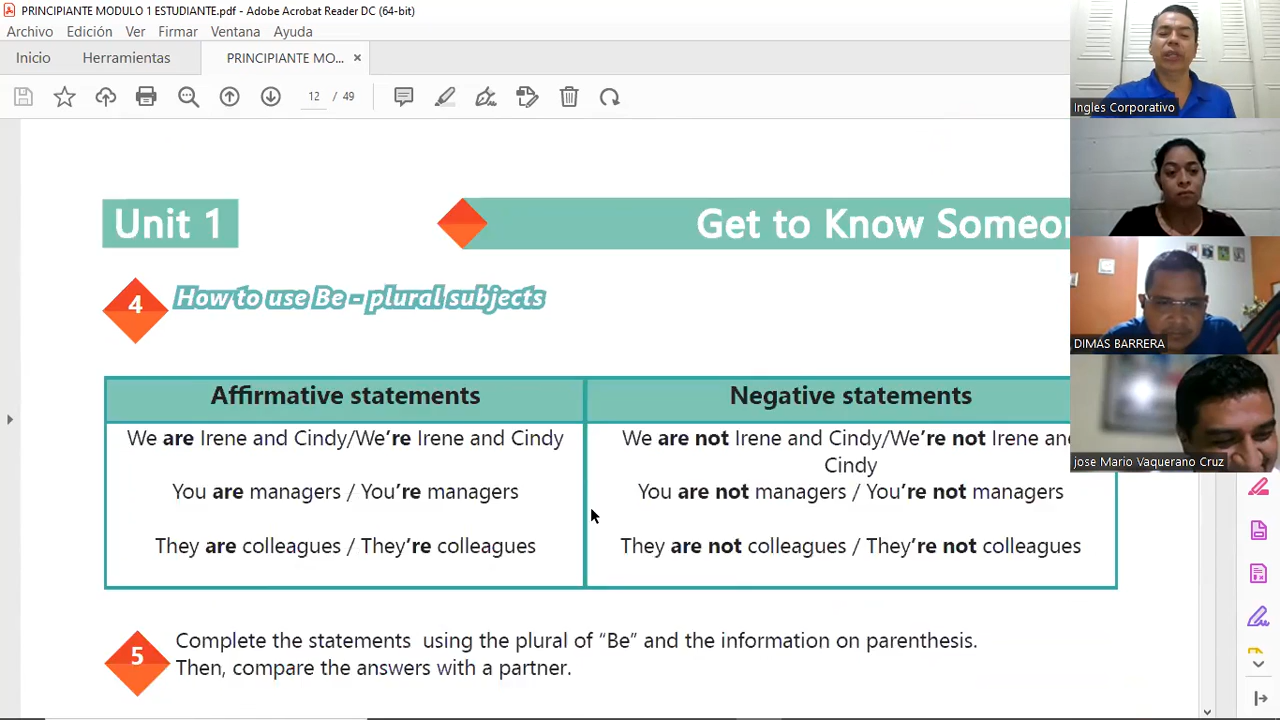 PRINCIPIANTE MODULO 1 ESTUDIANTE.pdf - Adobe Acrobat Reader DC (64-bit)
Archivo Edición Ver Firmar Ventana Ayuda
Inicio Herramientas PRINCIPIANTE MO... ×
12 / 49
Ingles Corporativo
Unit 1
Get to Know Someon
4 How to use Be - plural subjects
DIMAS BARRERA
Affirmative statements Negative statements
We are Irene and Cindy/We're Irene and Cindy We are not Irene and Cindy/We're not Irene and
Cindy
jose Mario Vaquerano Cruz
You are managers / You're managers You are not managers / You're not managers
They are colleagues / They're colleagues They are not colleagues / They're not colleagues
5 Complete the statements using the plural of “Be” and the information on parenthesis.
Then, compare the answers with a partner.